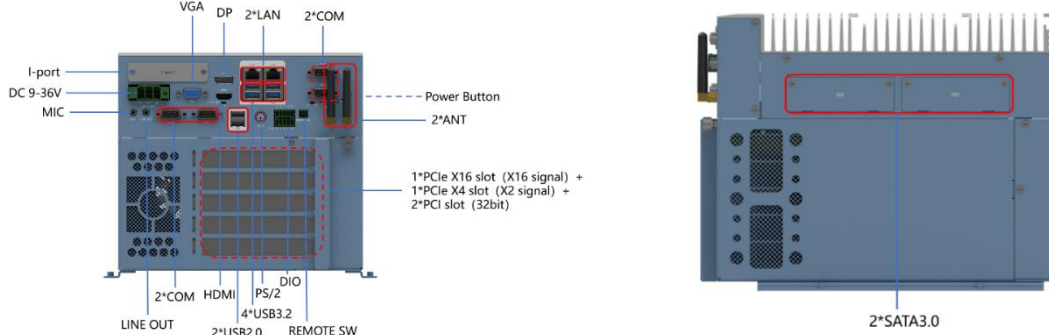 VGA
DP
2*LAN
2*COM
I-port
I-port
DC 9-36V
MIC
Power Button
2*ANT
1*PCIe X16 slot (X16 signal) +
1*PCIe X4 slot (X2 signal) +
2*PCI slot (32bit)
2*COM
HDMI
PS/2
DIO
4*USB3.2
LINE OUT
2*USB2.0
REMOTE SW
2*SATA3.0